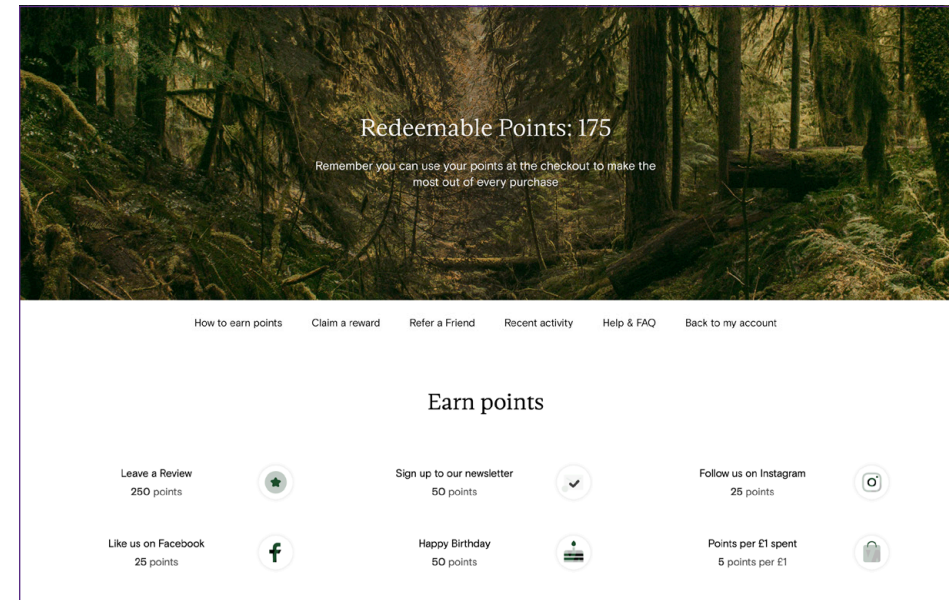 Redeemable Points: 175
Remember you can use your points at the checkout to make the
most out of every purchase
How to earn points Claim a reward Refer a Friend Recent activity Help & FAQ Back to my account
Earn points
Leave a Review
250 points
Sign up to our newsletter
50 points
Follow us on Instagram
25 points
Like us on Facebook
25 points
Happy Birthday
50 points
Points per £1 spent
5 points per £1